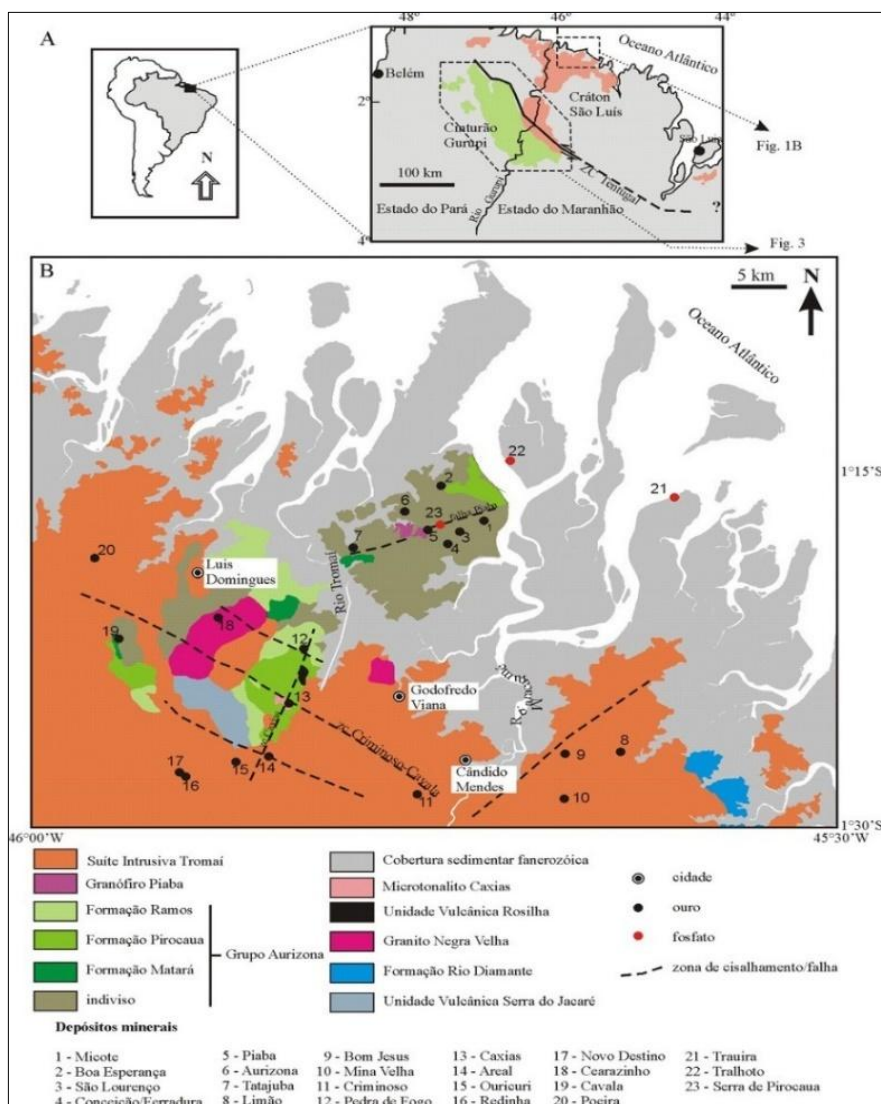 A
48°
46°
44°
Oceano Atlântico
Belém
2°
Cráton
São Luís
São Luís
Cinturão
Gurupi
Fig. 1B
ZC Tentugal
100 km
N
Rio Gurupi
Estado do Pará
Estado do Maranhão
?
4°
Fig. 3
B
5 km
N
Oceano Atlântico
1°15'S
22
2
21
6
23
falha Piaba
1
5
3
7
4
20
Luis
Domingues
Rio Tromaí
18
19
12
Godofredo
Viana
13
zc Criminoso-Cavala
8
9
15
14
Cândido
Mendes
17
16
11
10
46°00'W
1°30'S
45°30'W
Suíte Intrusiva Tromaí
Granófiro Piaba
Formação Ramos
Formação Pirocaua
Formação Matará
indiviso
Grupo Aurizona
Cobertura sedimentar fanerozóica
Microtonalito Caxias
Unidade Vulcânica Rosilha
Granito Negra Velha
Formação Rio Diamante
Unidade Vulcânica Serra do Jacaré
cidade
ouro
fosfato
zona de cisalhamento/falha
Depósitos minerais
1 - Micote
2 - Boa Esperança
3 - São Lourenço
4 - Conceição/Ferradura
5 - Piaba
6 - Aurizona
7 - Tatajuba
8 - Limão
9 - Bom Jesus
10 - Mina Velha
11 - Criminoso
12 - Pedra de Fogo
13 - Caxias
14 - Areal
15 - Ouricuri
16 - Redinha
17 - Novo Destino
18 - Cearazinho
19 - Cavala
20 - Poeira
21 - Trauira
22 - Tralhoto
23 - Serra de Pirocaua